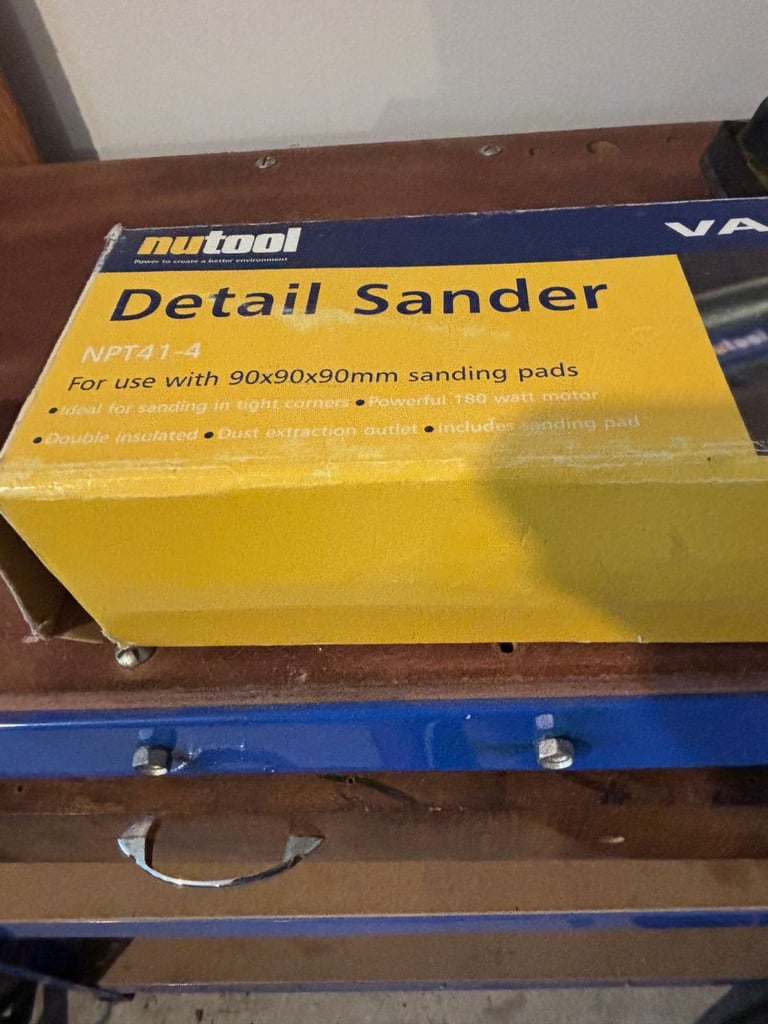 nutool
Power to create a better environment
VA
Detail Sander
NPT41-4
For use with 90x90x90mm sanding pads
• Ideal for sanding in tight corners • Powerful 180 watt motor
• Double insulated • Dust extraction outlet • Includes sanding pad
nutool